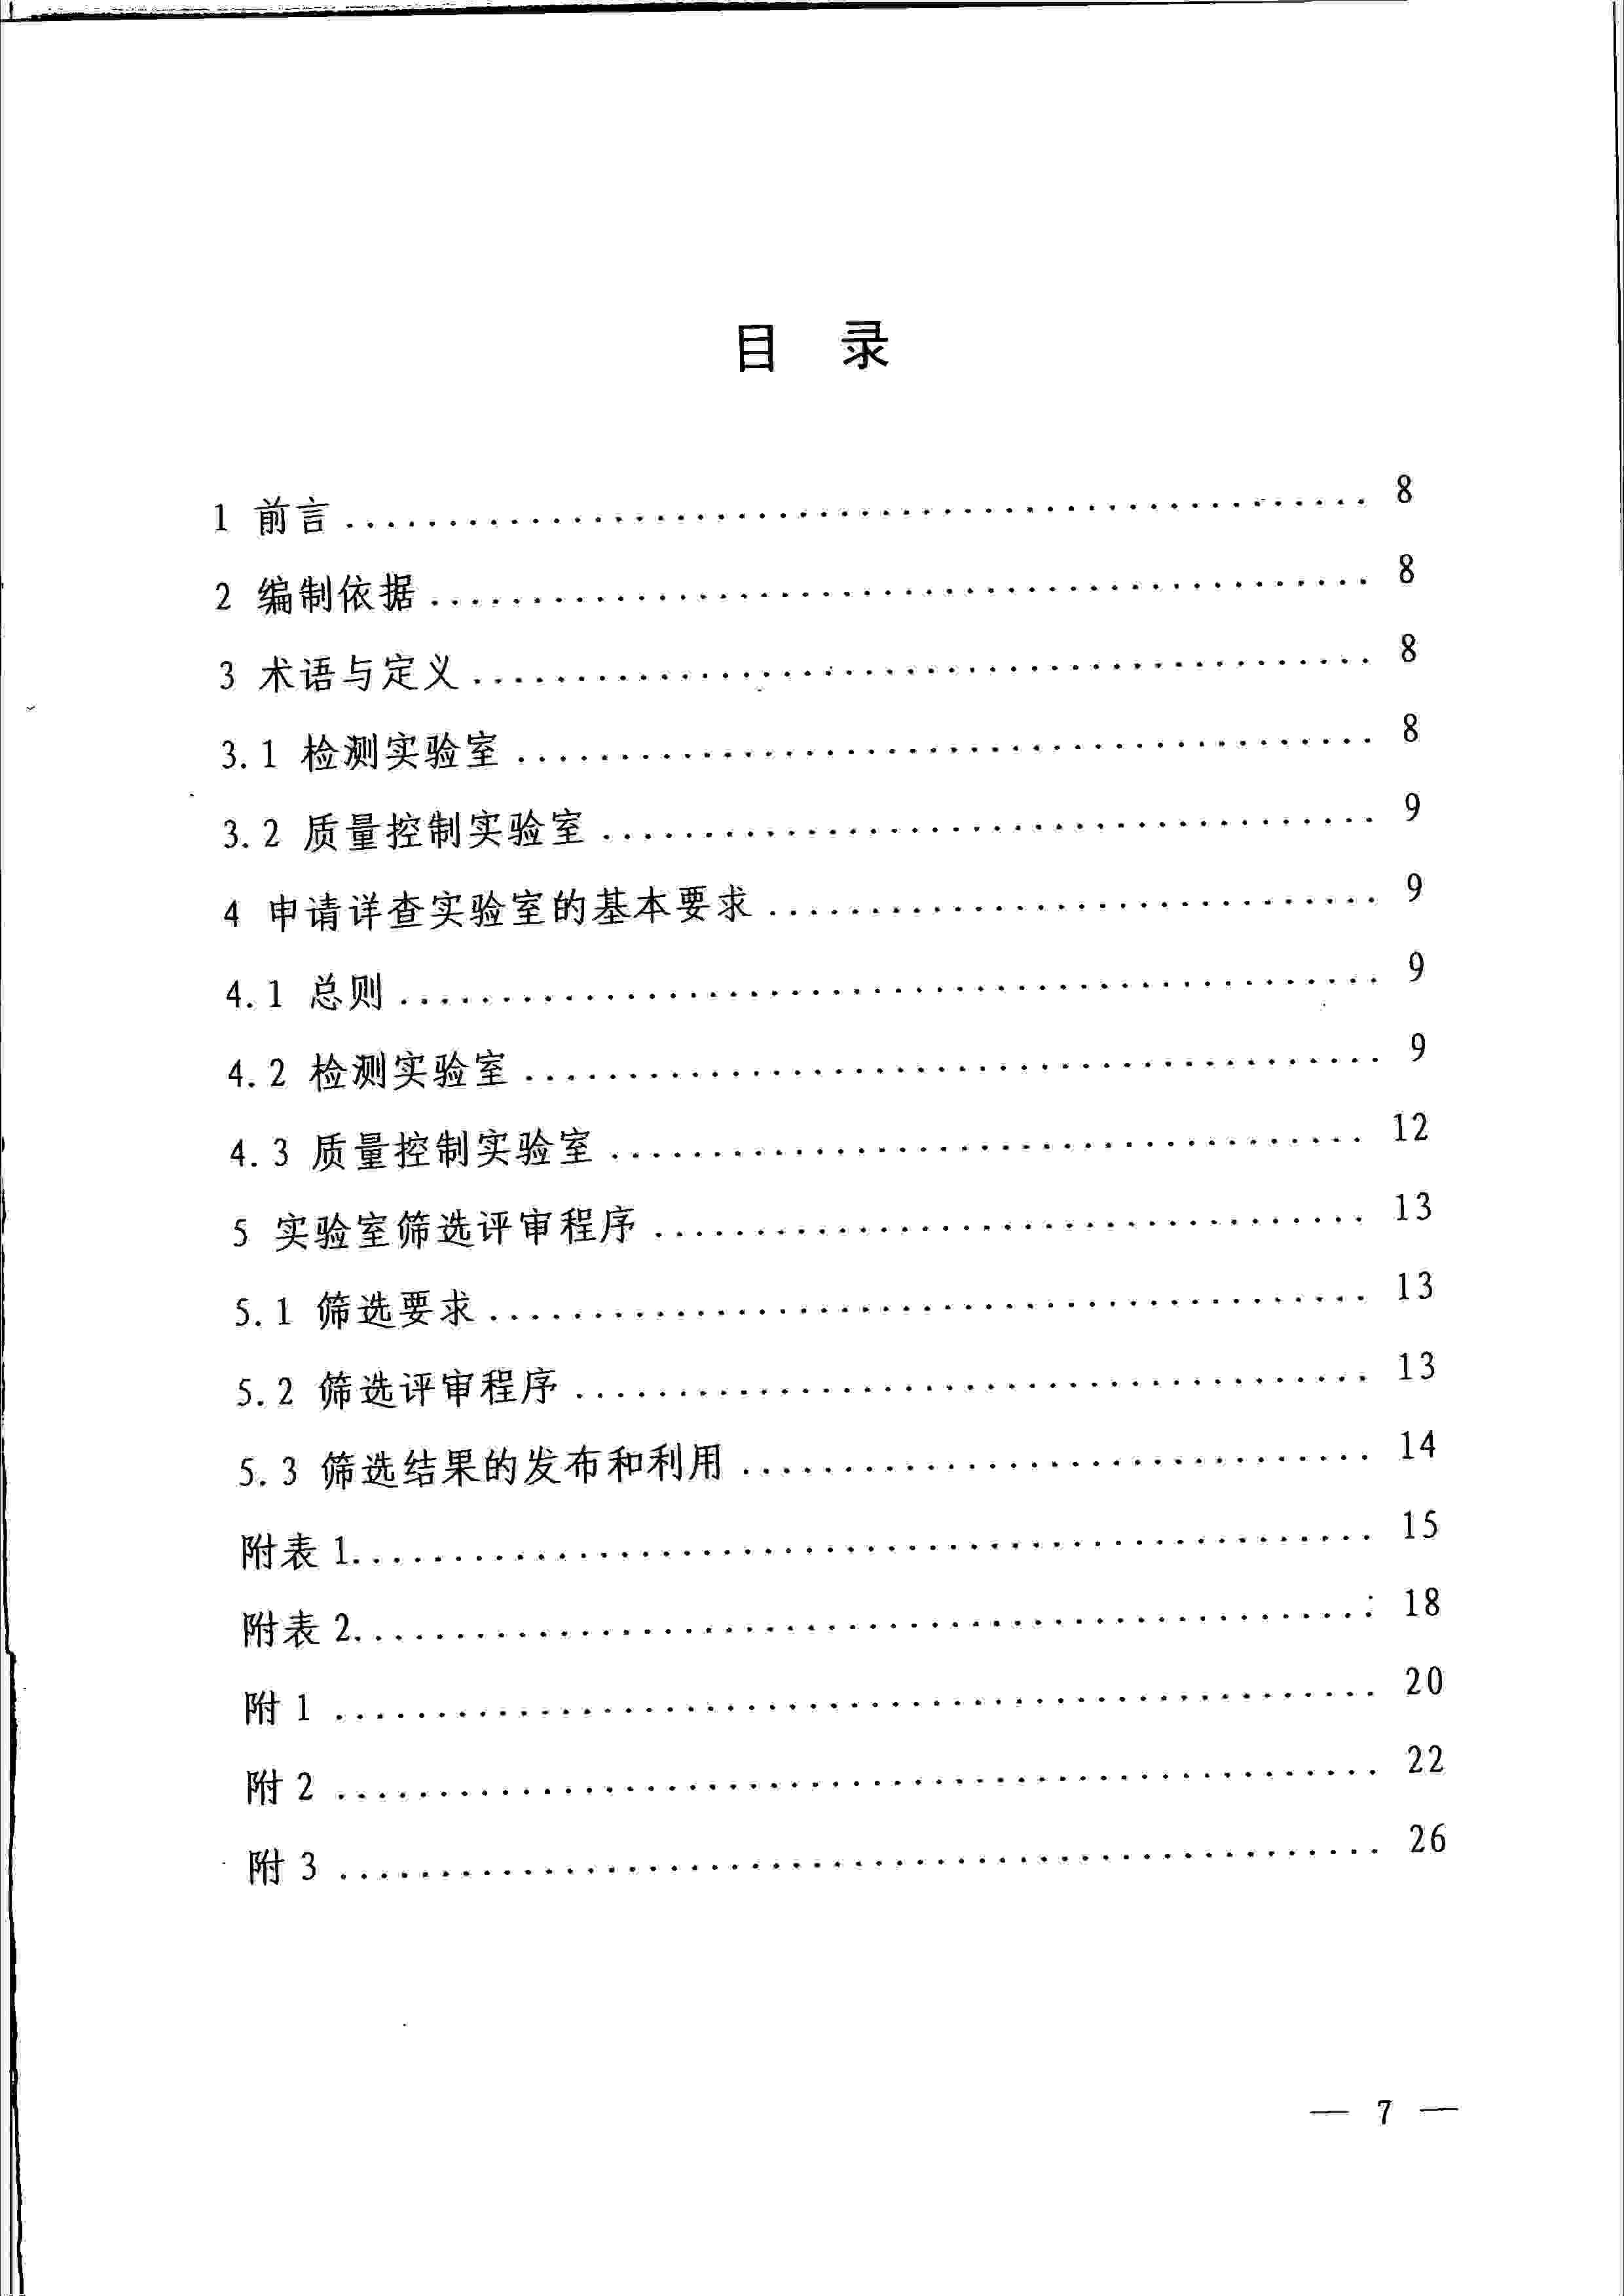 目 录
1 前言 ........................................ 8
2 编制依据 ........................................ 8
3 术语与定义 ........................................ 8
3.1 检测实验室 ........................................ 8
3.2 质量控制实验室 ........................................ 9
4 申请详查实验室的基本要求 ........................................ 9
4.1 总则 ........................................ 9
4.2 检测实验室 ........................................ 9
4.3 质量控制实验室 ........................................ 12
5 实验室筛选评审程序 ........................................ 13
5.1 筛选要求 ........................................ 13
5.2 筛选评审程序 ........................................ 13
5.3 筛选结果的发布和利用 ........................................ 14
附表 1 ........................................ 15
附表 2 ........................................ 18
附 1 ........................................ 20
附 2 ........................................ 22
附 3 ........................................ 26
— 7 —